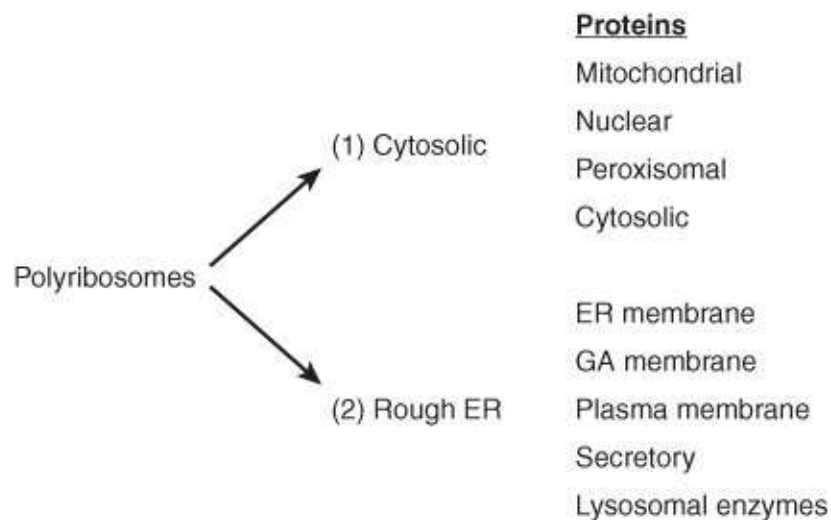 Proteins
Mitochondrial
Nuclear
(1) Cytosolic
Peroxisomal
Cytosolic
Polyribosomes
ER membrane
GA membrane
(2) Rough ER
Plasma membrane
Secretory
Lysosomal enzymes